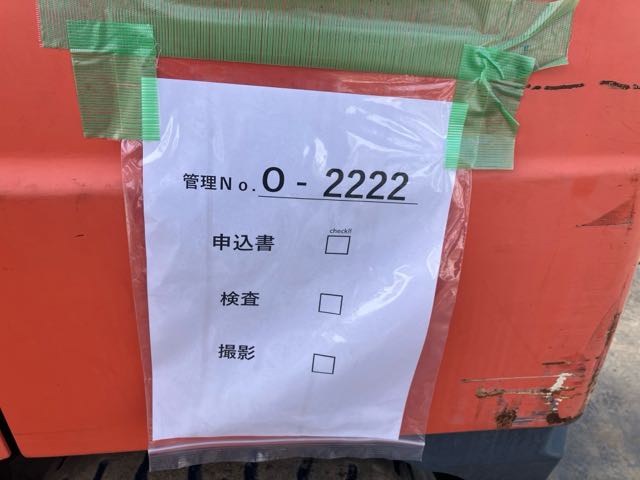 管理No. O - 2222
check!!
申込書 □
検査 □
撮影 □